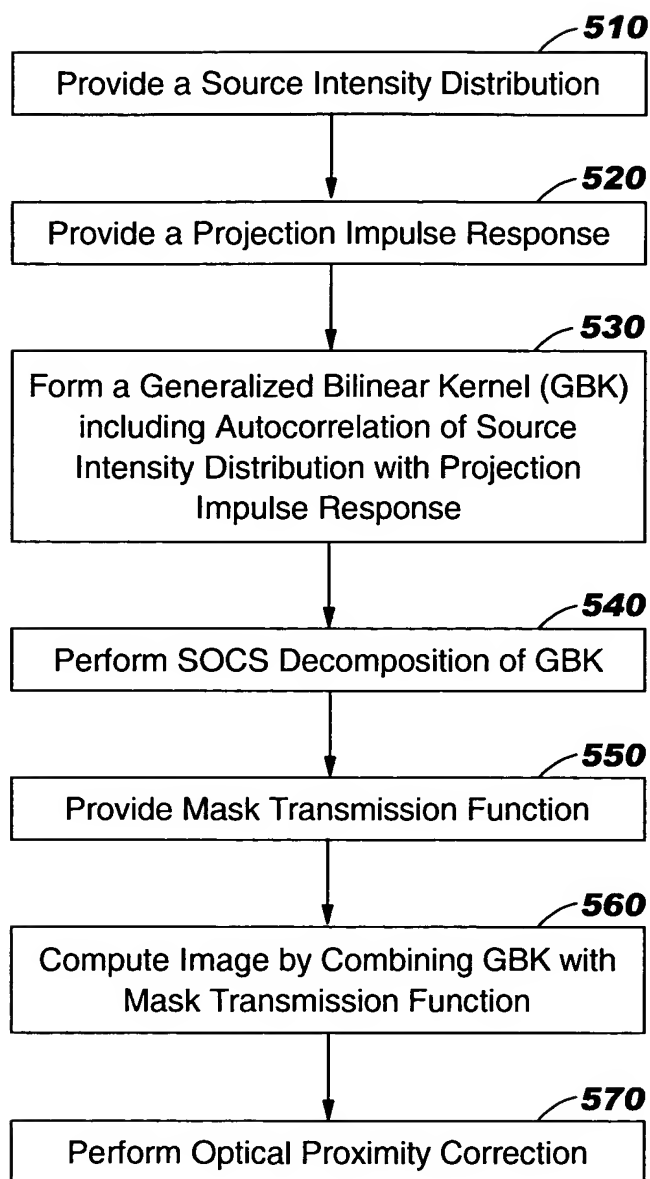 510
Provide a Source Intensity Distribution
520
Provide a Projection Impulse Response
530
Form a Generalized Bilinear Kernel (GBK)
including Autocorrelation of Source
Intensity Distribution with Projection
Impulse Response
540
Perform SOCS Decomposition of GBK
550
Provide Mask Transmission Function
560
Compute Image by Combining GBK with
Mask Transmission Function
570
Perform Optical Proximity Correction